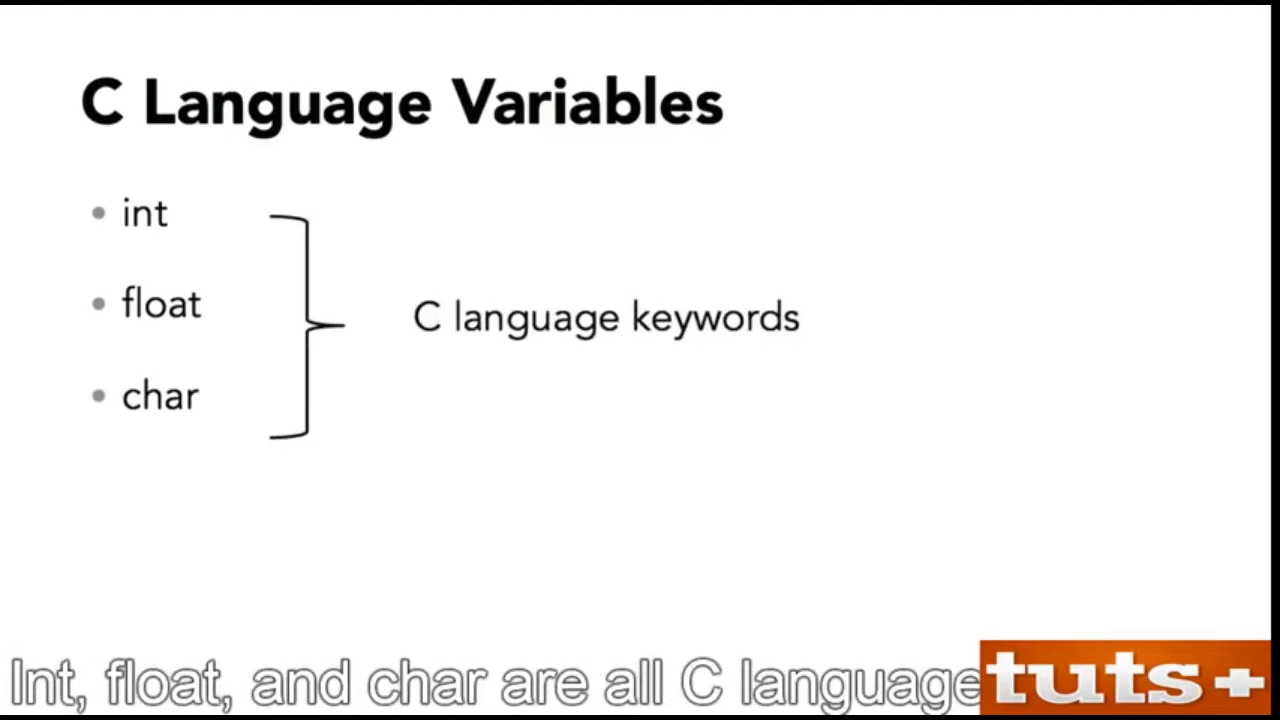 C Language Variables
int
float
C language keywords
char
Int, float, and char are all C language
tuts+